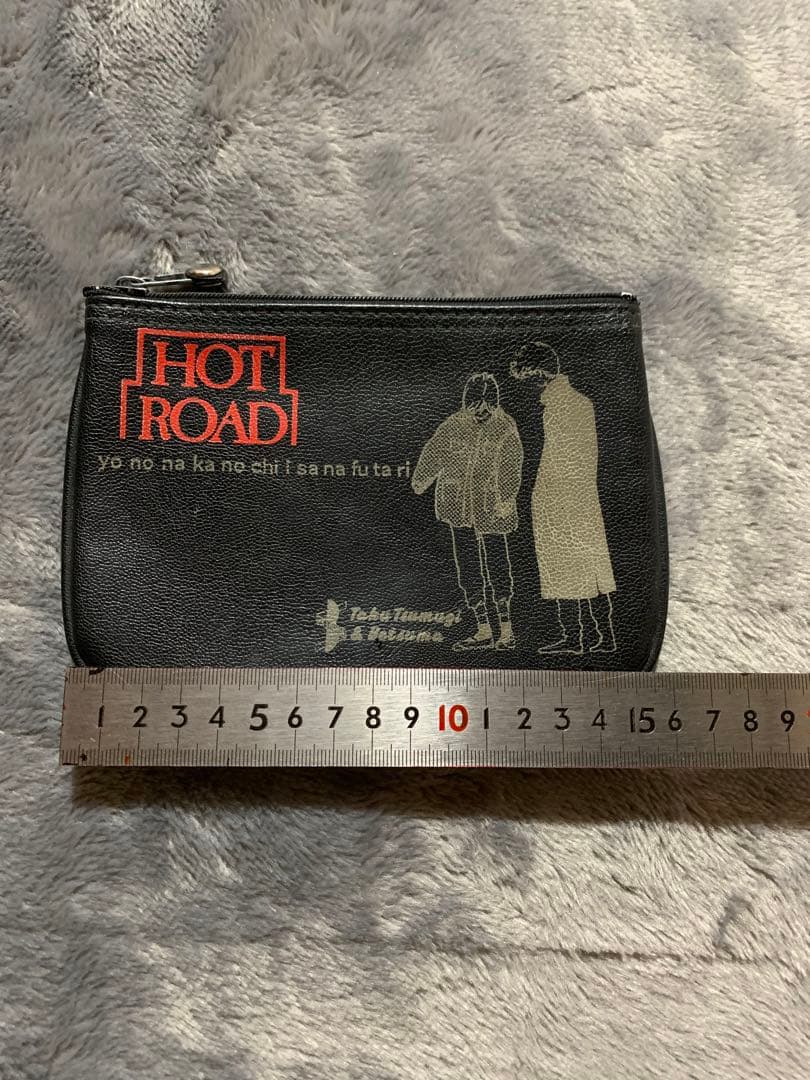 HOT
ROAD
yo no na ka no chi i sa na fu ta ri
Taku Tsumugi
& Hatsume
1 2 3 4 5 6 7 8 9 10 1 2 3 4 15 6 7 8 9